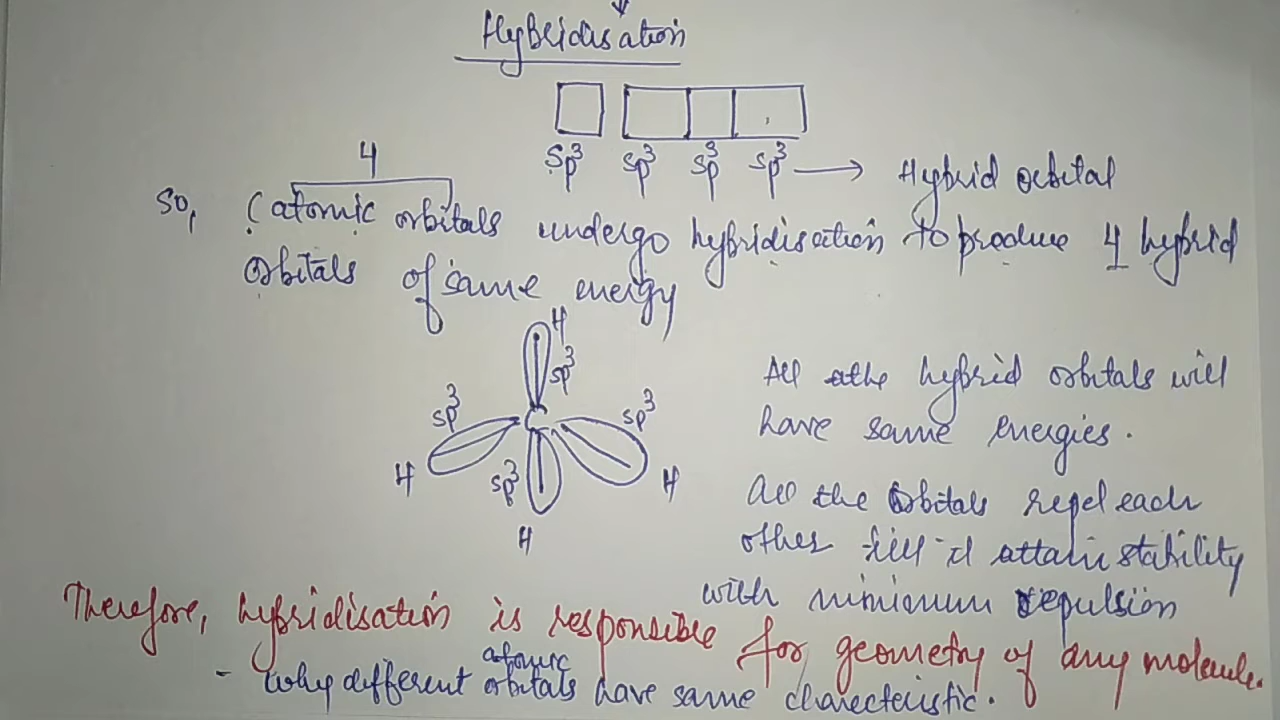 Hybridisation
sp³ sp³ sp³ sp³ → Hybrid orbital
4
So, (atomic orbitals undergo hybridisation to produce 4 hybrid
orbitals of same energy
H
sp³
sp³ C sp³
H sp³ H
H
All the hybrid orbitals will
have same energies.
All the orbitals repel each
other till it attain stability
with minimum repulsion
Therefore, hybridisation is responsible for geometry of any molecule.
- Why different atomic orbitals have same charecteristic.